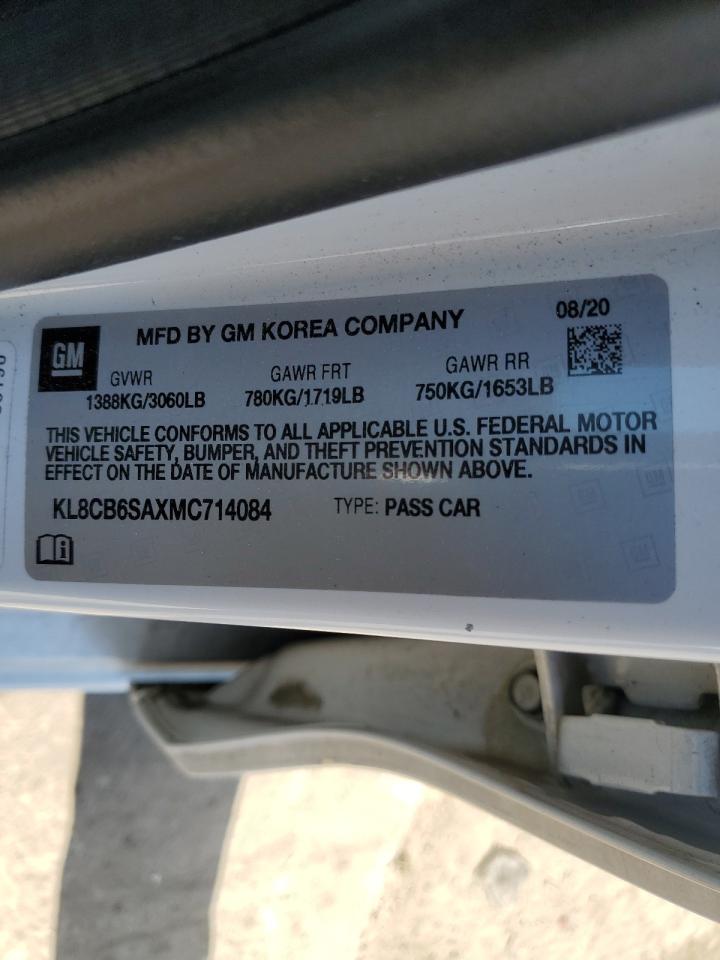 GM
MFD BY GM KOREA COMPANY
08/20
GVWR
GAWR FRT
GAWR RR
1388KG/3060LB
780KG/1719LB
750KG/1653LB
THIS VEHICLE CONFORMS TO ALL APPLICABLE U.S. FEDERAL MOTOR
VEHICLE SAFETY, BUMPER, AND THEFT PREVENTION STANDARDS IN
EFFECT ON THE DATE OF MANUFACTURE SHOWN ABOVE.
KL8CB6SAXMC714084
TYPE: PASS CAR